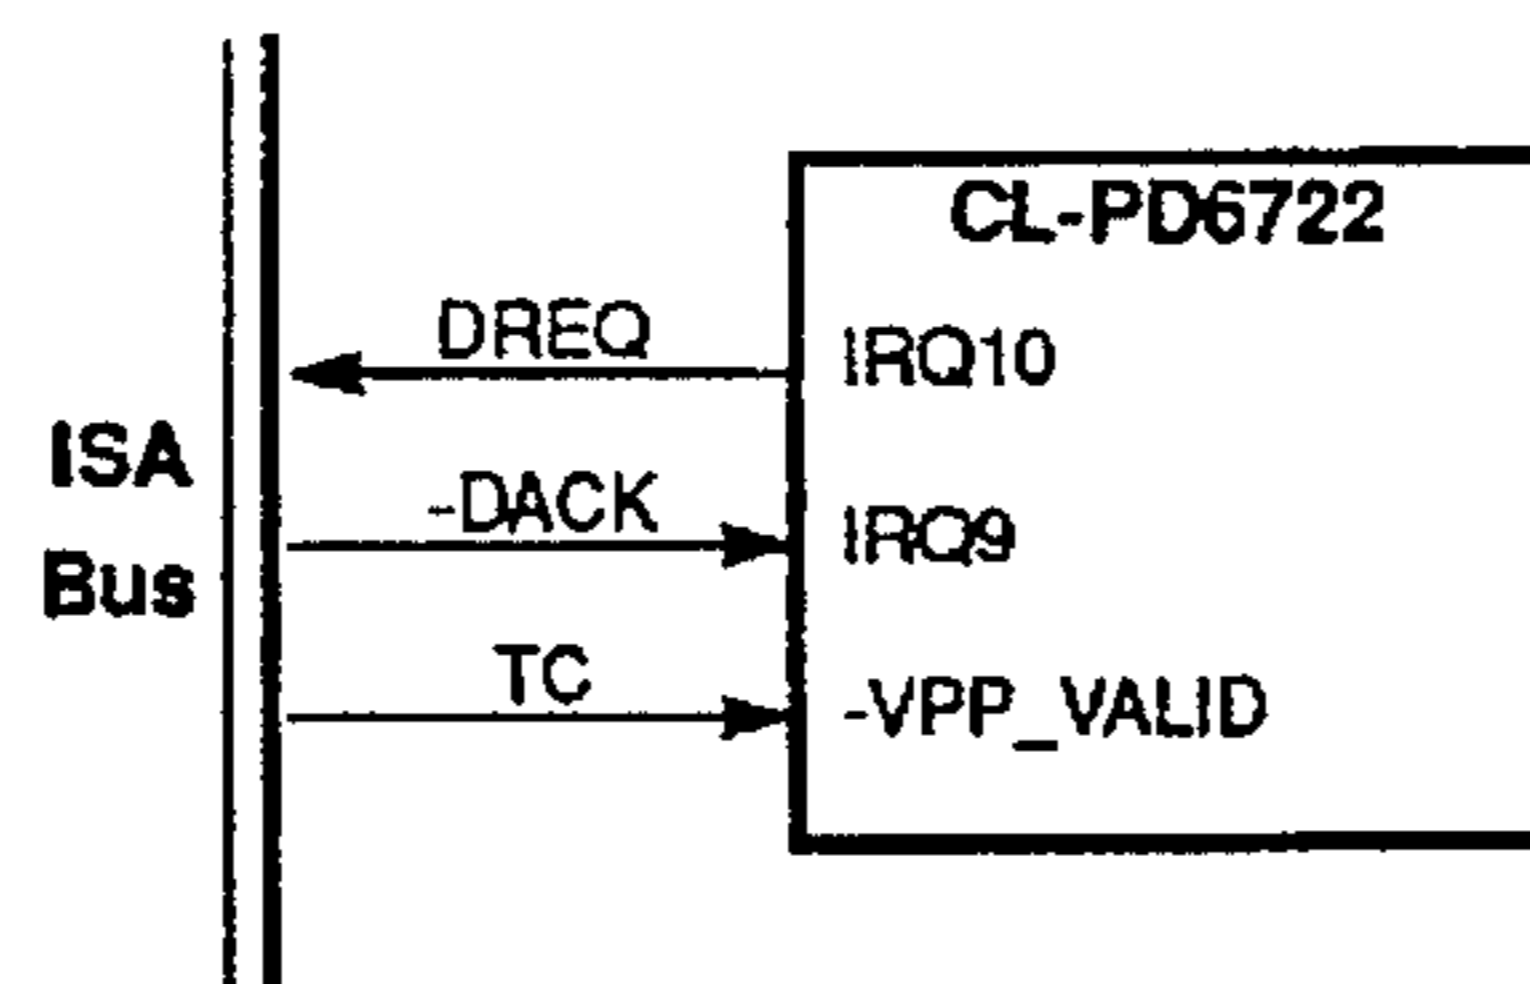 CL-PD6722
DREQ
IRQ10
ISA
Bus
-DACK
IRQ9
TC
-VPP_VALID